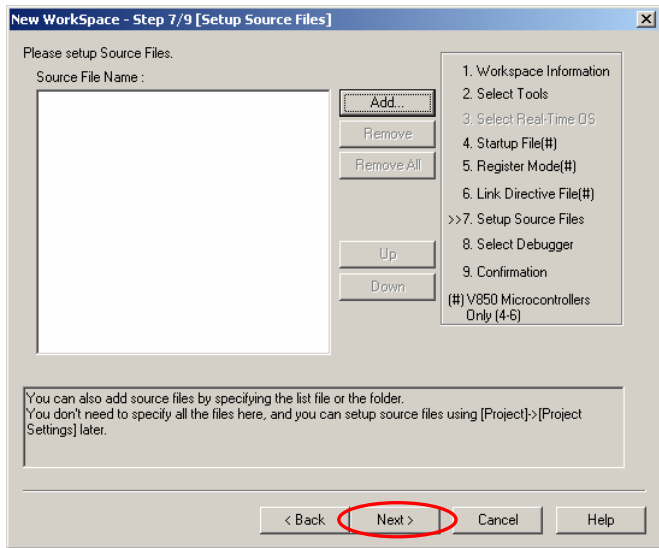 New WorkSpace - Step 7/9 [Setup Source Files]
Please setup Source Files.
Source File Name :
Add...
Remove
Remove All
Up
Down
1. Workspace Information
2. Select Tools
3. Select Real-Time OS
4. Startup File(#)
5. Register Mode(#)
6. Link Directive File(#)
>>7. Setup Source Files
8. Select Debugger
9. Confirmation
(#) V850 Microcontrollers
Only (4-6)
You can also add source files by specifying the list file or the folder.
You don't need to specify all the files here, and you can setup source files using [Project]->[Project
Settings] later.
< Back Next > Cancel Help